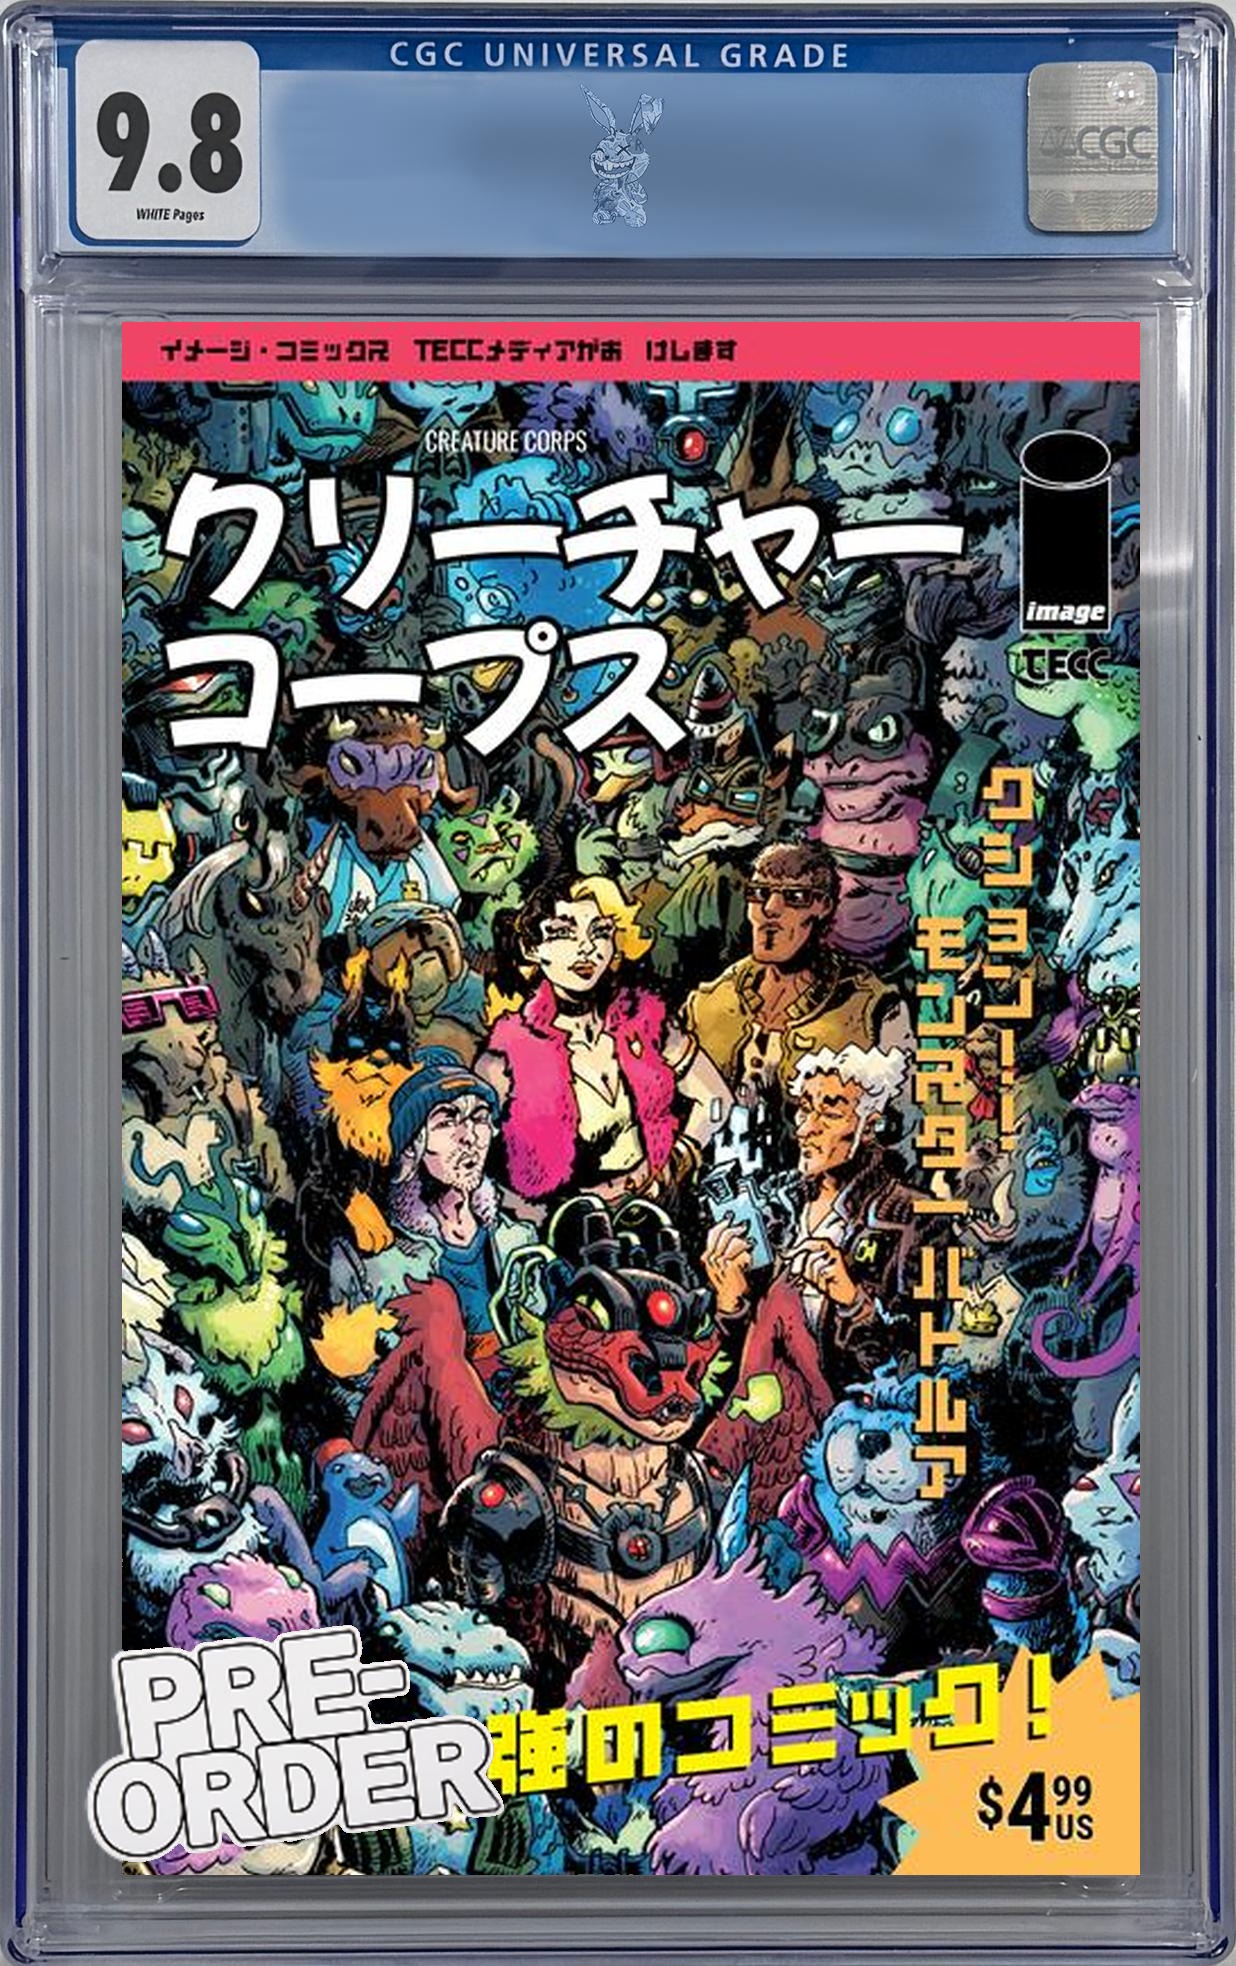 CGC UNIVERSAL GRADE
9.8
WHITE Pages
CGC
イメージ・コミックス TECCメディアがお けします
CREATURE CORPS
クリーチャー
コープス
image
TECC
クンヨン!!!
モンスターバトルア
強のコミック!
PRE-
ORDER
$4.99
US